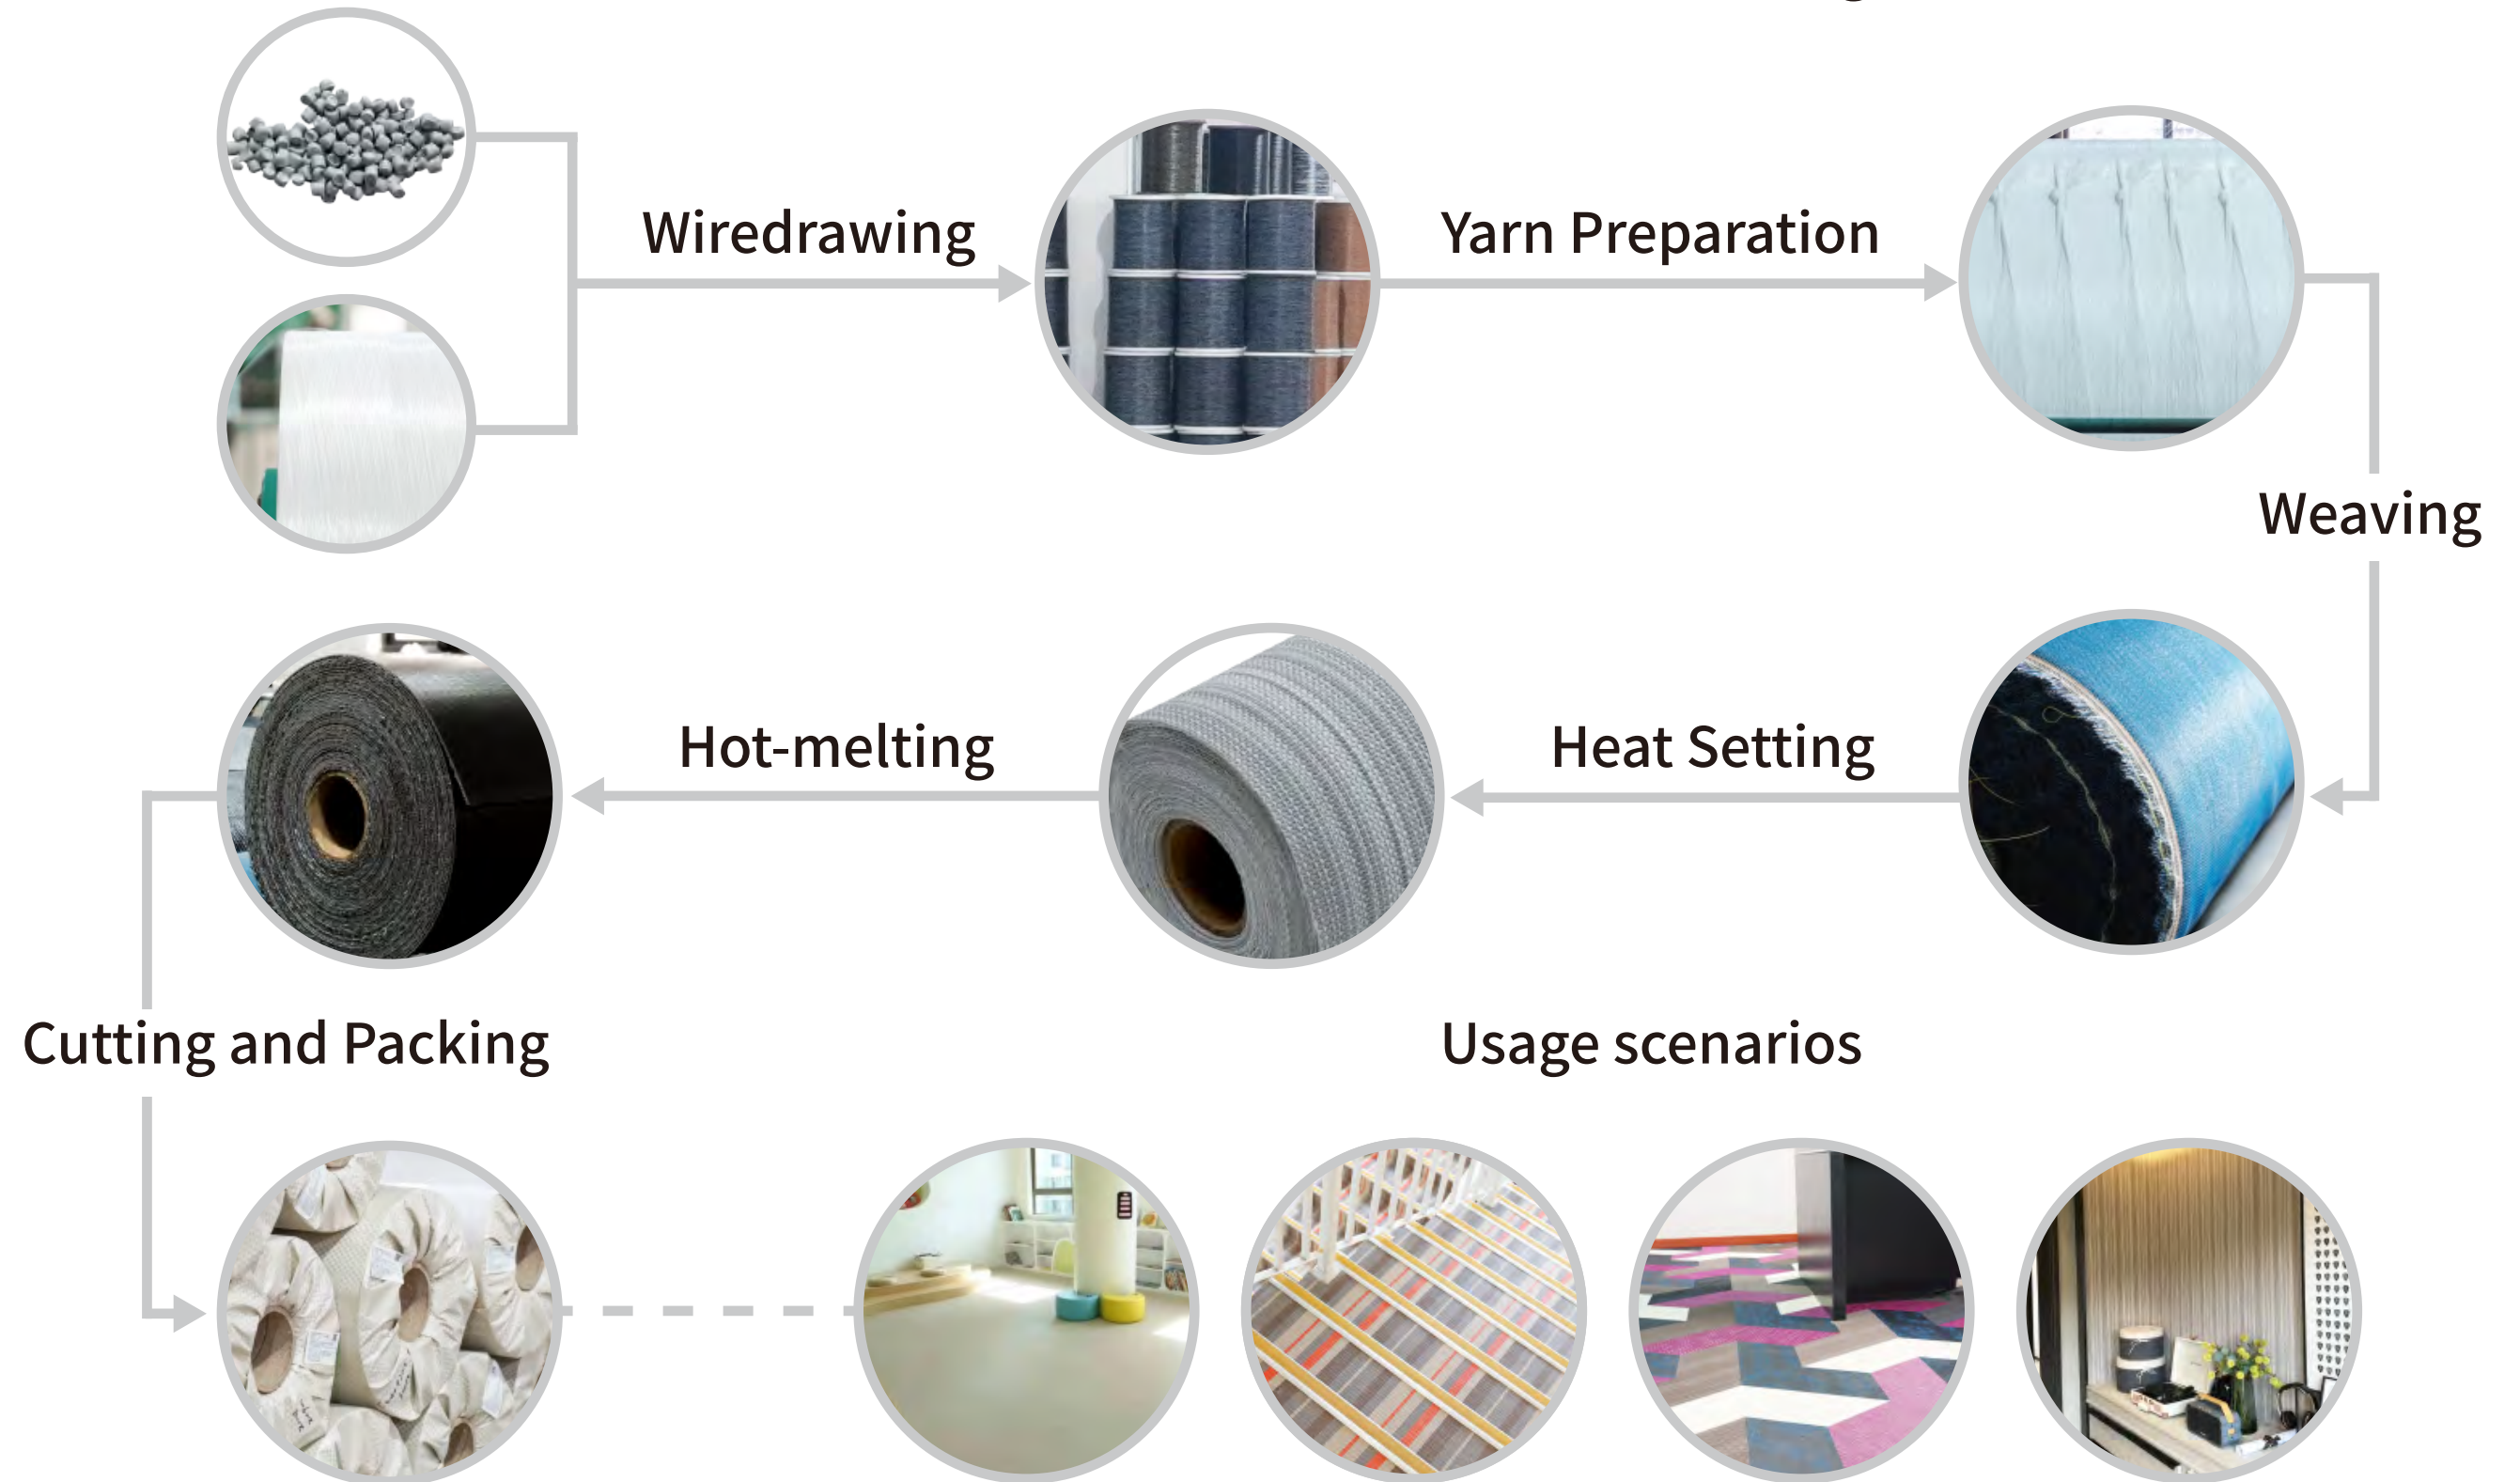 Wiredrawing
Yarn Preparation
Weaving
Hot-melting
Heat Setting
Cutting and Packing
Usage scenarios